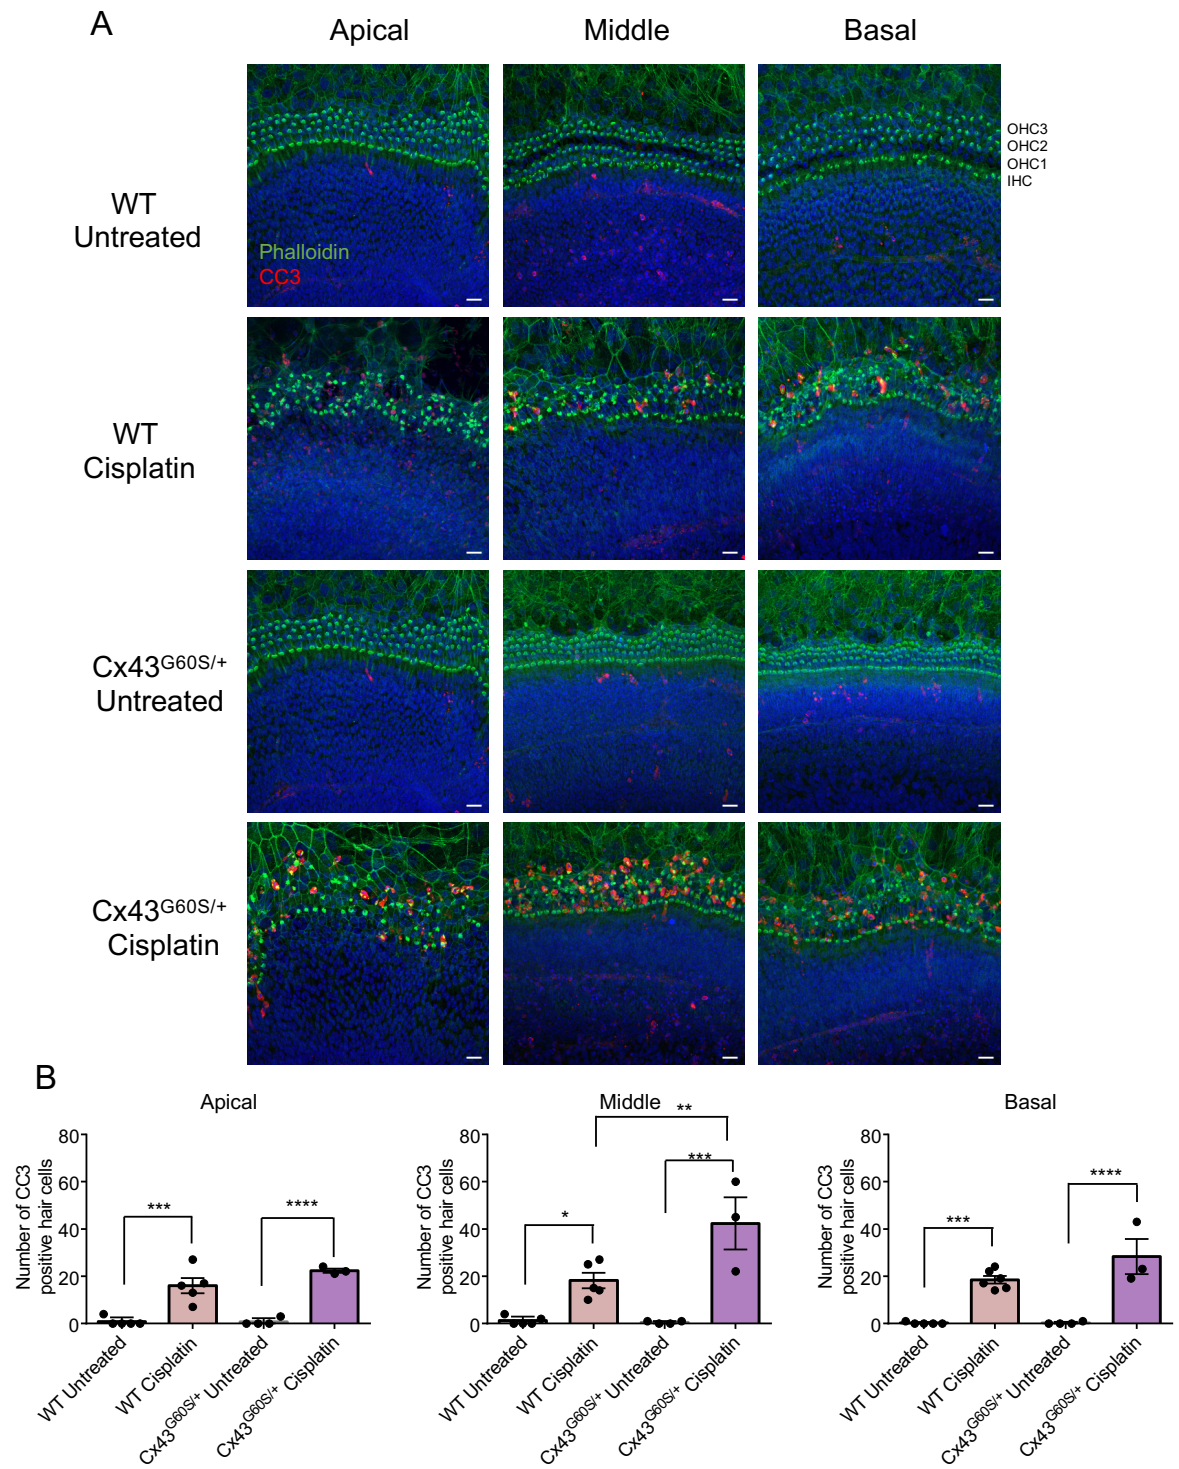 A
Apical Middle Basal
WT
Untreated
Phalloidin
CC3
OHC3
OHC2
OHC1
IHC
WT
Cisplatin
Cx43G60S/+
Untreated
Cx43G60S/+
Cisplatin
B
Apical
Number of CC3
positive hair cells
80
60
40
20
0
***
****
WT Untreated
WT Cisplatin
Cx43G60S/+ Untreated
Cx43G60S/+ Cisplatin
Middle
Number of CC3
positive hair cells
80
60
40
20
0
*
**
***
WT Untreated
WT Cisplatin
Cx43G60S/+ Untreated
Cx43G60S/+ Cisplatin
Basal
Number of CC3
positive hair cells
80
60
40
20
0
***
****
WT Untreated
WT Cisplatin
Cx43G60S/+ Untreated
Cx43G60S/+ Cisplatin